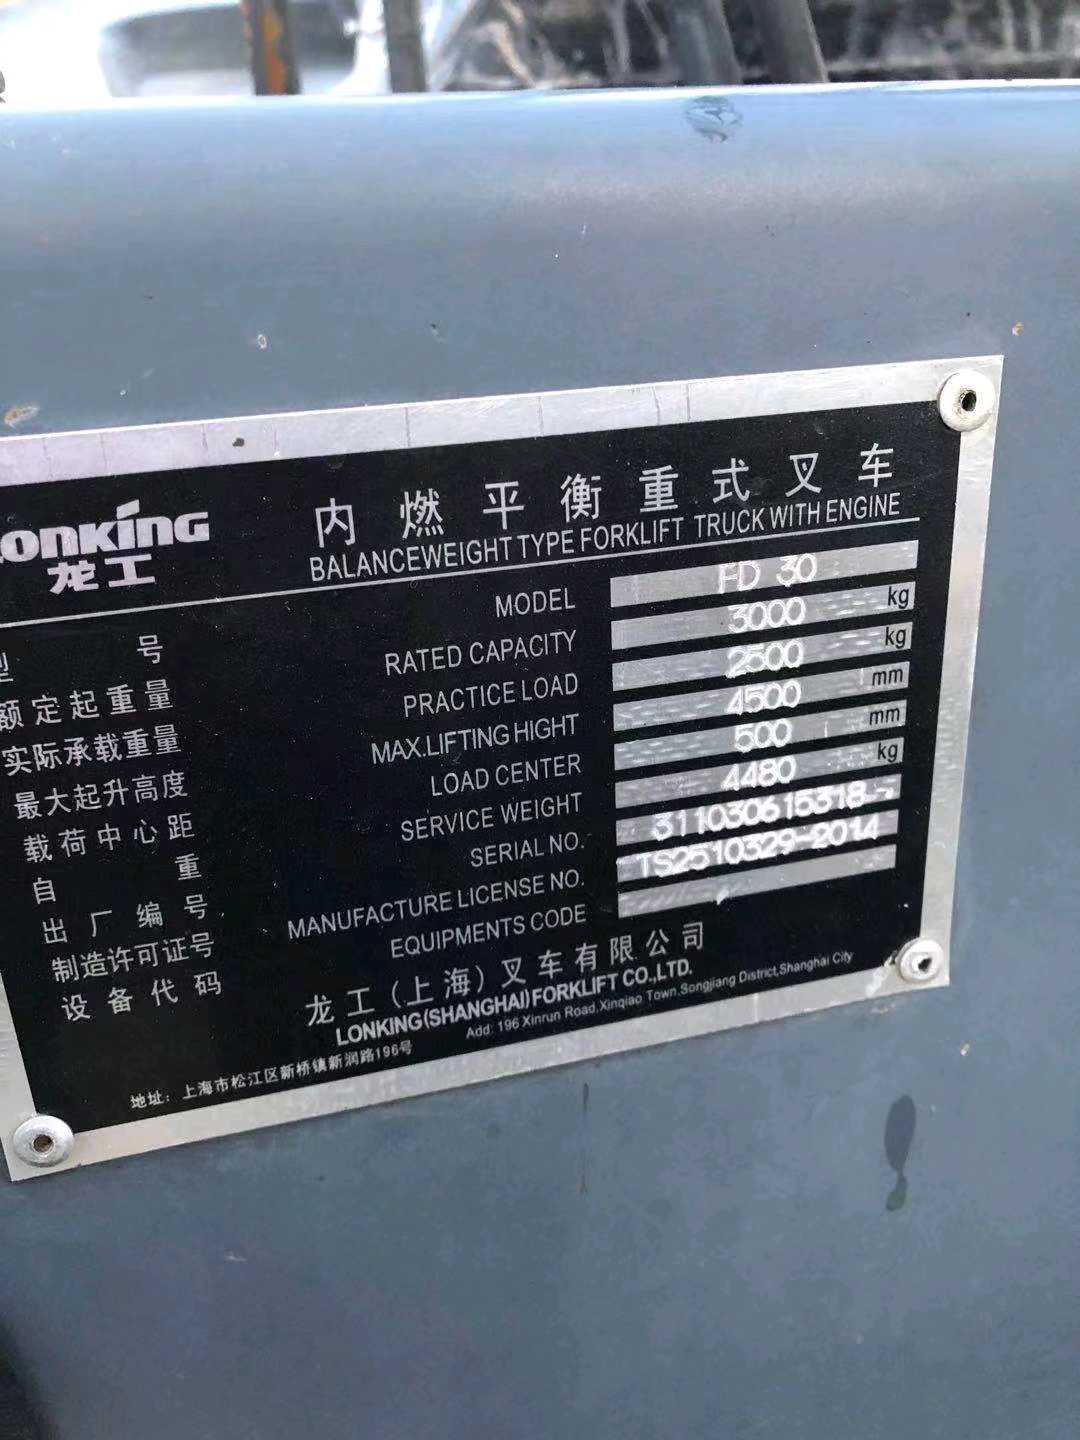 LONKING
龙工
内燃平衡重式叉车
BALANCEWEIGHT TYPE FORKLIFT TRUCK WITH ENGINE
型号 MODEL FD 30
额定起重量 RATED CAPACITY 3000 kg
实际承载重量 PRACTICE LOAD 2500 kg
最大起升高度 MAX.LIFTING HIGHT 4500 mm
载荷中心距 LOAD CENTER 500 mm
自重 SERVICE WEIGHT 4480 kg
出厂编号 SERIAL NO. 311030615318
制造许可证号 MANUFACTURE LICENSE NO. TS2510329-2014
设备代码 EQUIPMENTS CODE
龙工(上海)叉车有限公司
LONKING(SHANGHAI)FORKLIFT CO.,LTD.
Add: 196 Xinrun Road,Xinqiao Town,Songjiang District,Shanghai City
地址：上海市松江区新桥镇新润路196号